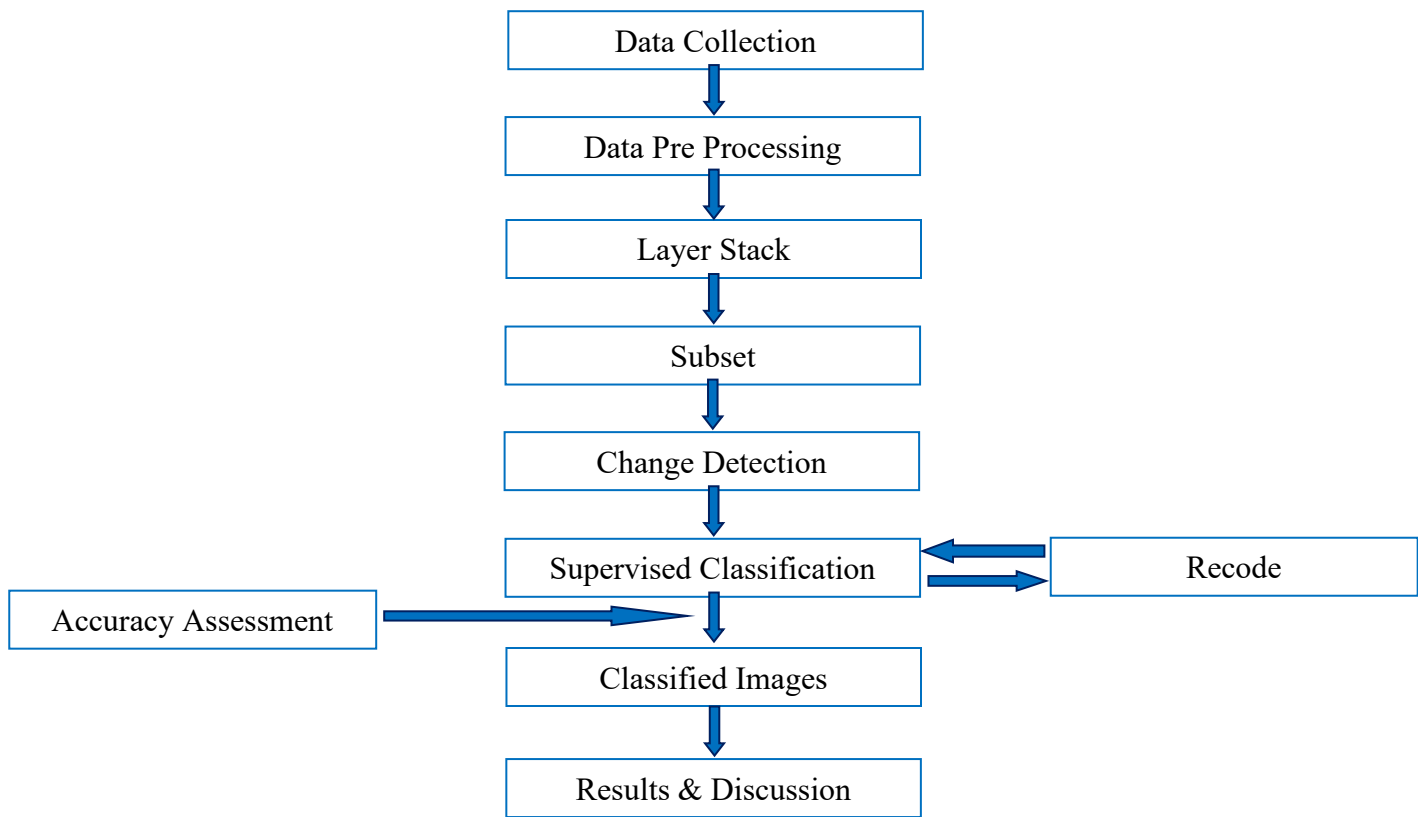 Data Collection
Data Pre Processing
Layer Stack
Subset
Change Detection
Supervised Classification
Recode
Accuracy Assessment
Classified Images
Results & Discussion